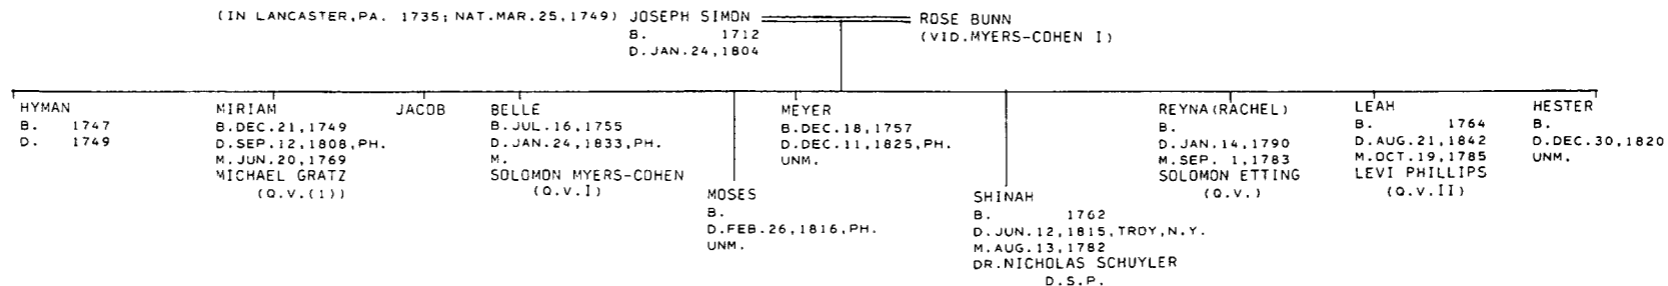 (IN LANCASTER,PA. 1735; NAT.MAR.25,1749) JOSEPH SIMON
B. 1712
D.JAN.24,1804
ROSE BUNN
(VID.MYERS-COHEN I)
HYMAN
B. 1747
D. 1749
MIRIAM
B.DEC.21,1749
D.SEP.12,1808,PH.
M.JUN.20,1769
MICHAEL GRATZ
(Q.V.(1))
JACOB
BELLE
B.JUL.16,1755
D.JAN.24,1833,PH.
M.
SOLOMON MYERS-COHEN
(Q.V.I)
MOSES
B.
D.FEB.26,1816,PH.
UNM.
MEYER
B.DEC.18,1757
D.DEC.11,1825,PH.
UNM.
SHINAH
B. 1762
D.JUN.12,1815,TROY,N.Y.
M.AUG.13,1782
DR.NICHOLAS SCHUYLER
D.S.P.
REYNA(RACHEL)
B.
D.JAN.14,1790
M.SEP. 1,1783
SOLOMON ETTING
(Q.V.)
LEAH
B. 1764
D.AUG.21,1842
M.OCT.19,1785
LEVI PHILLIPS
(Q.V.II)
HESTER
B.
D.DEC.30,1820
UNM.